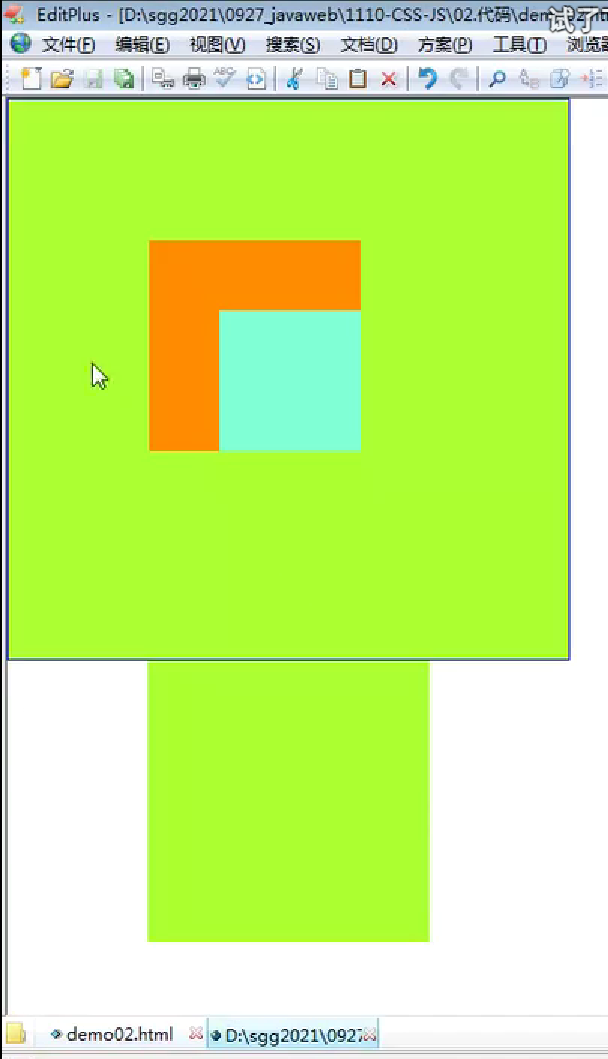 EditPlus - [D:\sgg2021\0927_javaweb\1110-CSS-JS\02.代码\dem
试了
文件(F) 编辑(E) 视图(V) 搜索(S) 文档(D) 方案(P) 工具(T) 浏览器
demo02.html D:\sgg2021\0927